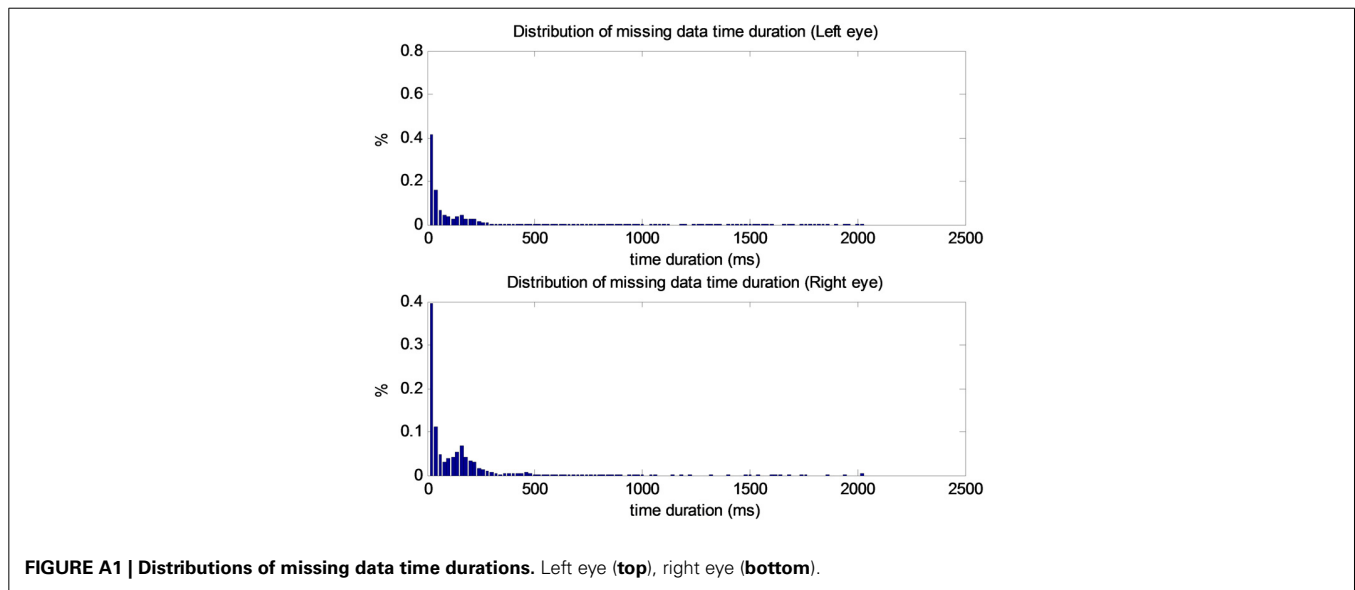 Distribution of missing data time duration (Left eye)
0.8
0.6
0.4
0.2
0
%
0 500 1000 1500 2000 2500
time duration (ms)
Distribution of missing data time duration (Right eye)
0.4
0.3
0.2
0.1
0
%
0 500 1000 1500 2000 2500
time duration (ms)
FIGURE A1 | Distributions of missing data time durations. Left eye (top), right eye (bottom).